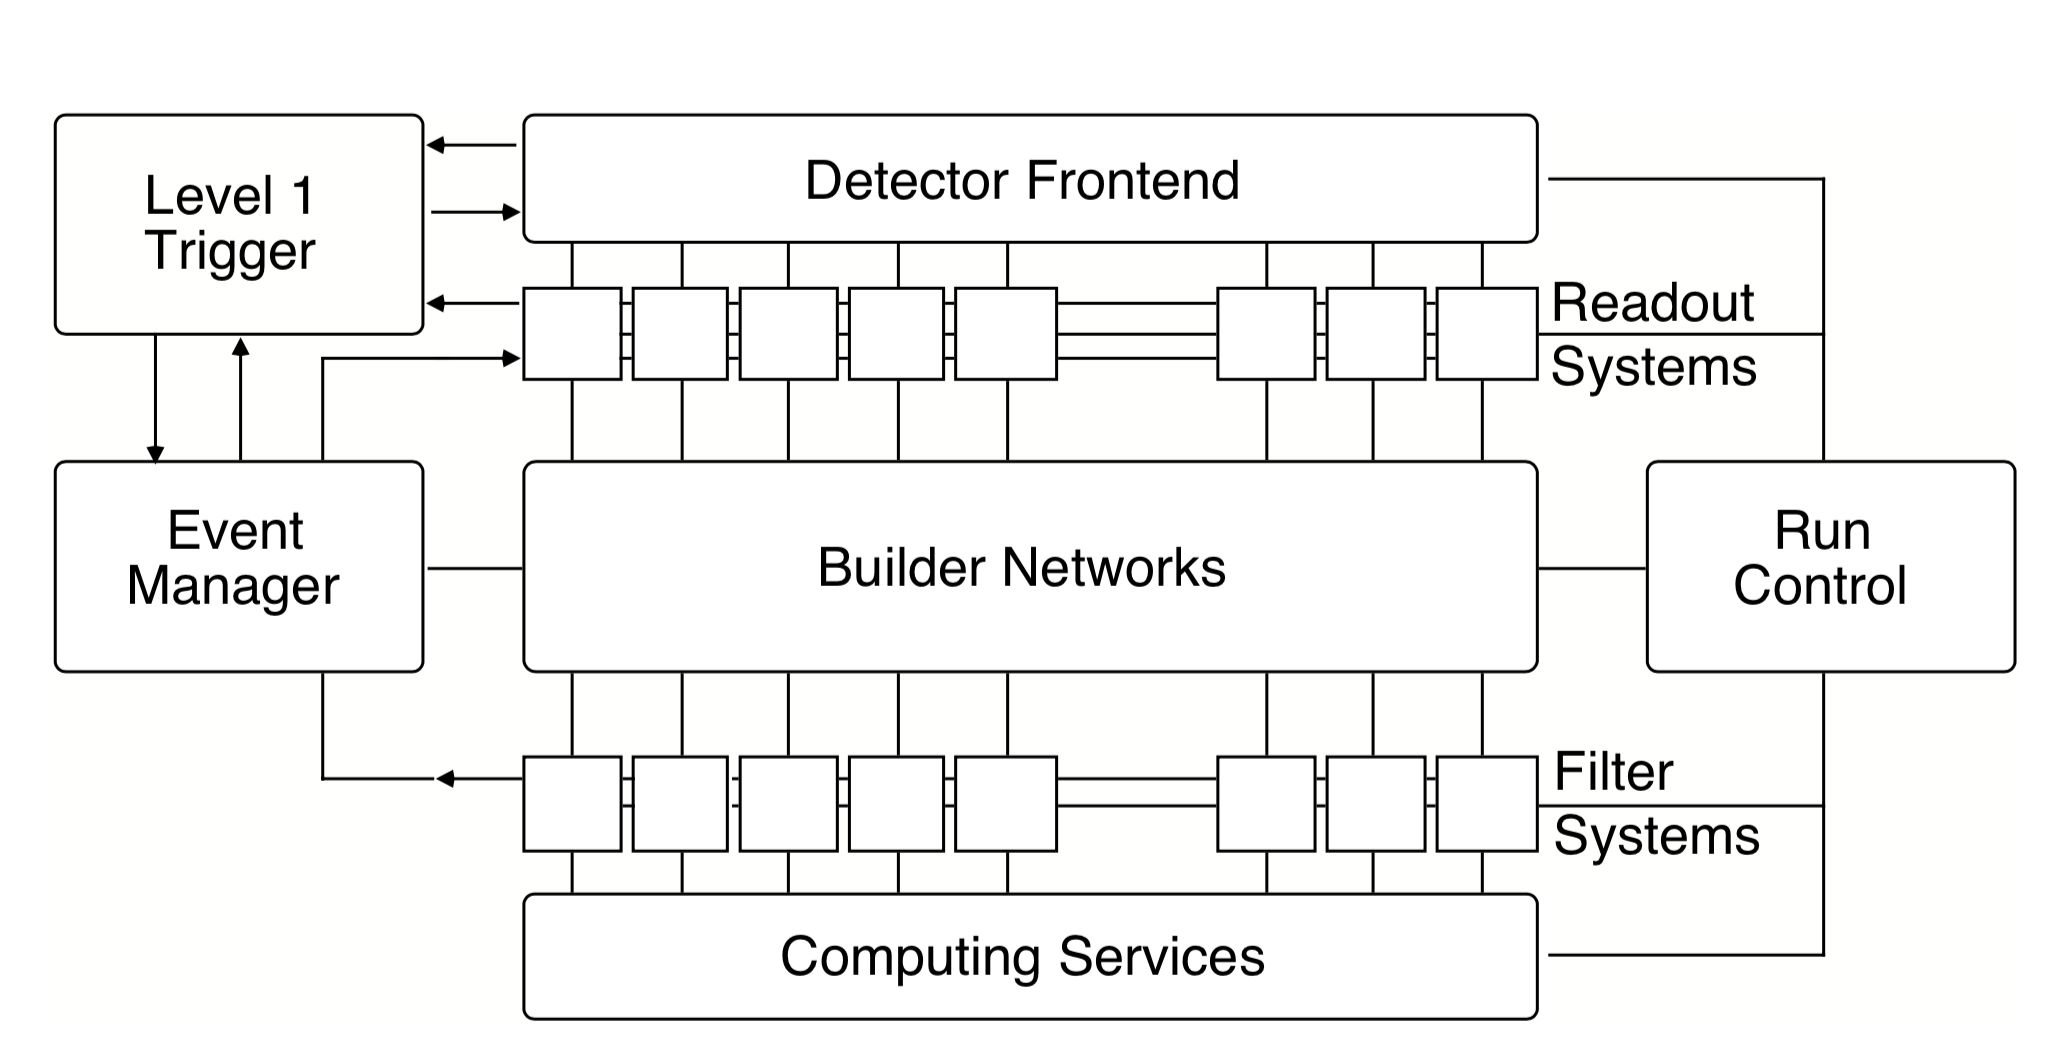 Level 1
Trigger
Detector Frontend
Readout
Systems
Event
Manager
Builder Networks
Run
Control
Filter
Systems
Computing Services